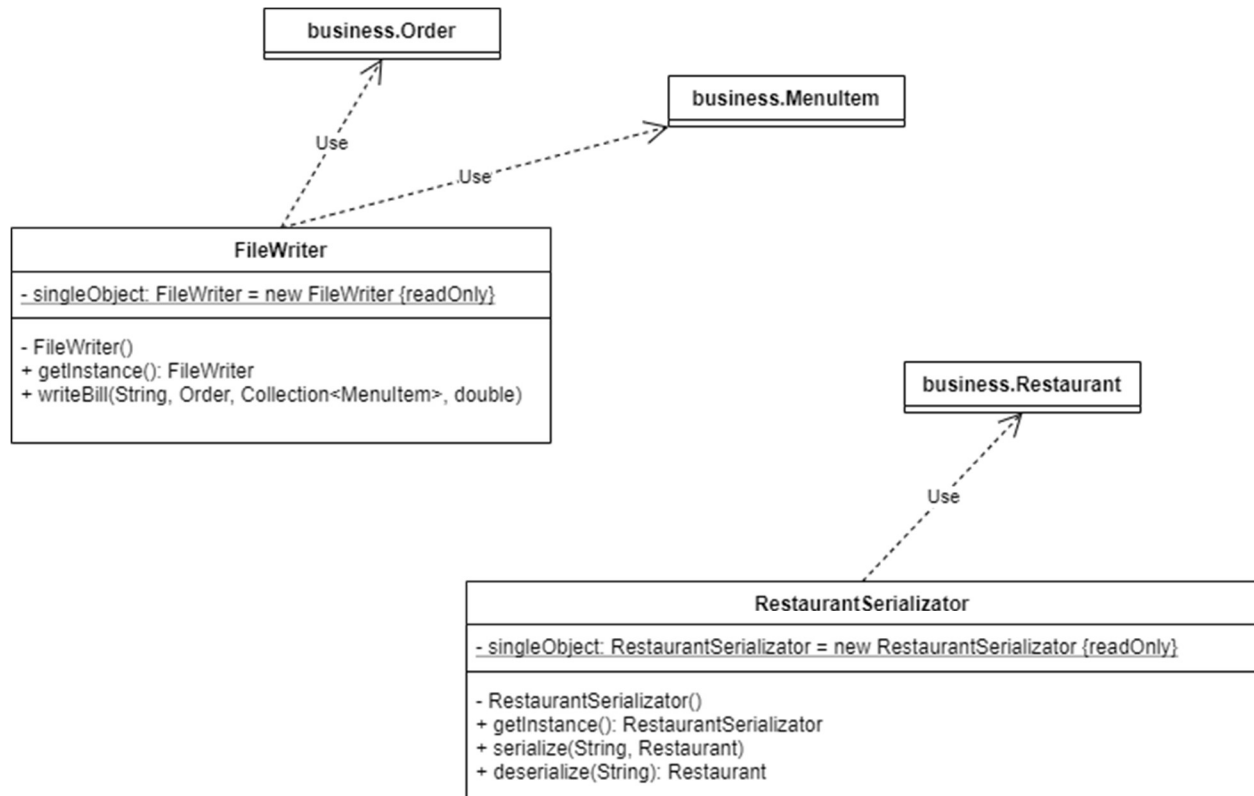 business.Order
business.MenuItem
Use
Use
FileWriter
- singleObject: FileWriter = new FileWriter {readOnly}
- FileWriter()
+ getInstance(): FileWriter
+ writeBill(String, Order, Collection<MenuItem>, double)
business.Restaurant
Use
RestaurantSerializator
- singleObject: RestaurantSerializator = new RestaurantSerializator {readOnly}
- RestaurantSerializator()
+ getInstance(): RestaurantSerializator
+ serialize(String, Restaurant)
+ deserialize(String): Restaurant